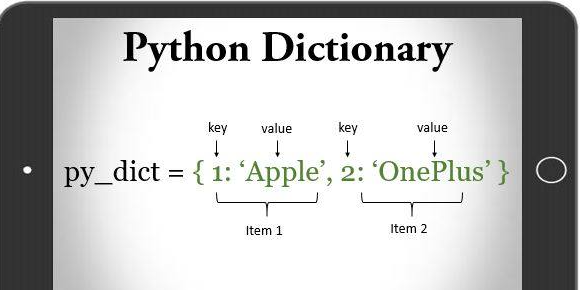 Python Dictionary
key value key value
py_dict = { 1: ‘Apple’, 2: ‘OnePlus’ }
Item 1 Item 2